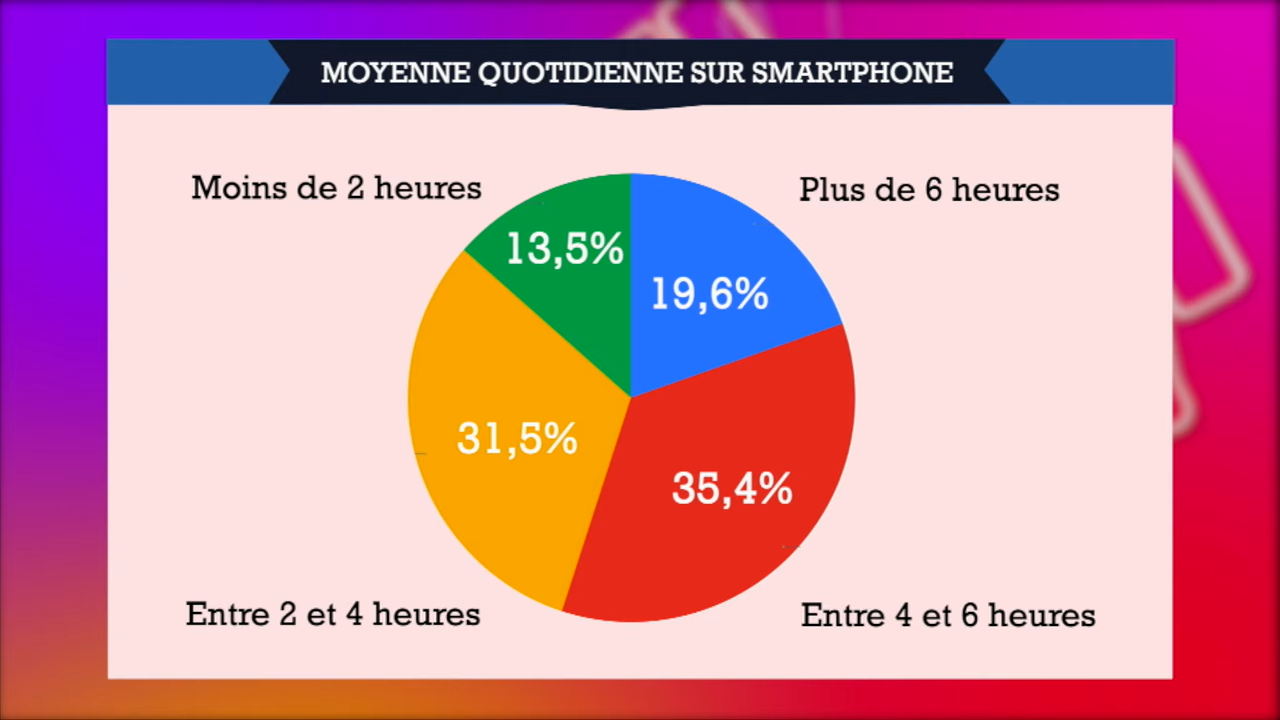 MOYENNE QUOTIDIENNE SUR SMARTPHONE
Moins de 2 heures
Plus de 6 heures
13,5%
19,6%
31,5%
35,4%
Entre 2 et 4 heures
Entre 4 et 6 heures